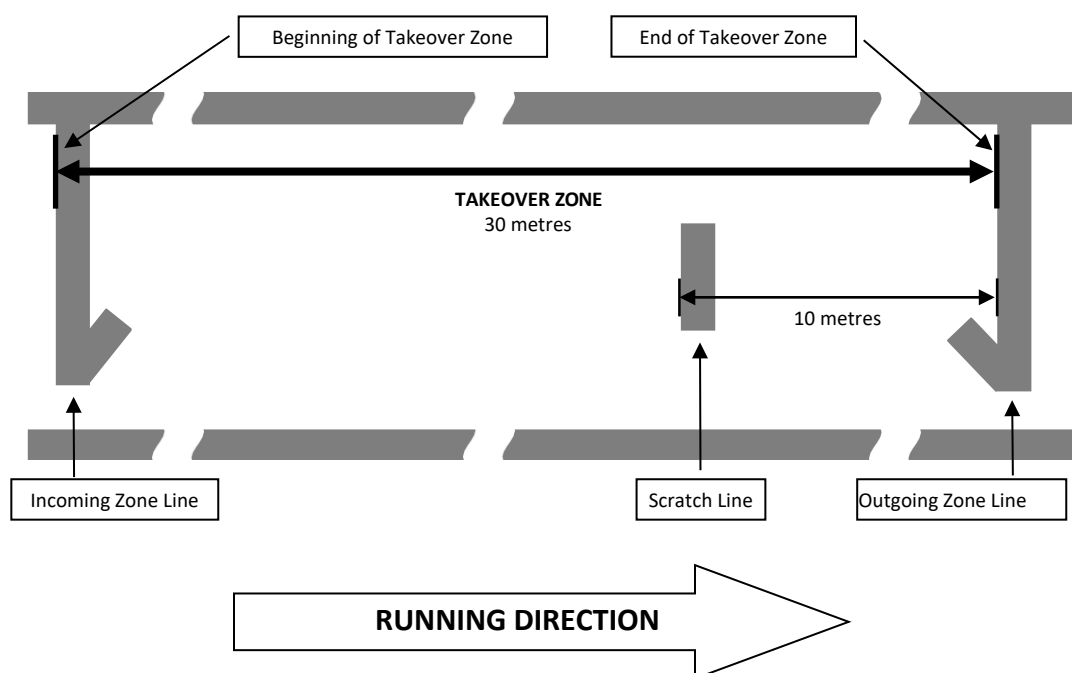 Beginning of Takeover Zone
End of Takeover Zone
TAKEOVER ZONE
30 metres
10 metres
Incoming Zone Line
Scratch Line
Outgoing Zone Line
RUNNING DIRECTION